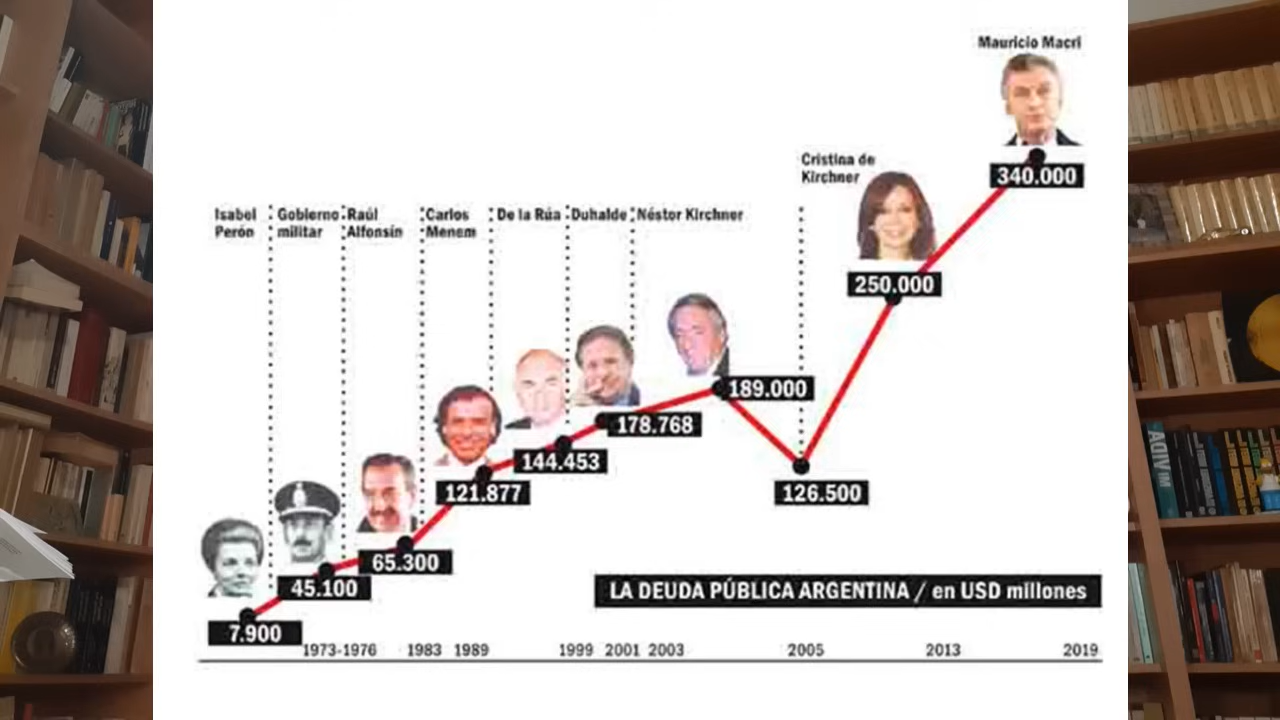 Mauricio Macri
340.000
Cristina de
Kirchner
250.000
Isabel
Perón
Gobierno
militar
Raúl
Alfonsín
Carlos
Menem
De la Rúa
Duhalde
Néstor Kirchner
189.000
178.768
144.453
121.877
126.500
65.300
45.100
7.900
LA DEUDA PÚBLICA ARGENTINA / en USD millones
1973-1976 1983 1989 1999 2001 2003 2005 2013 2019